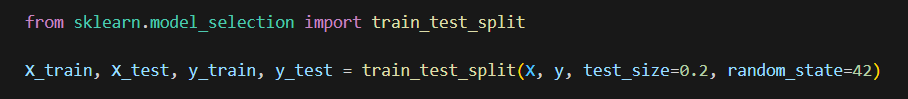 from sklearn.model_selection import train_test_split
X_train, X_test, y_train, y_test = train_test_split(X, y, test_size=0.2, random_state=42)